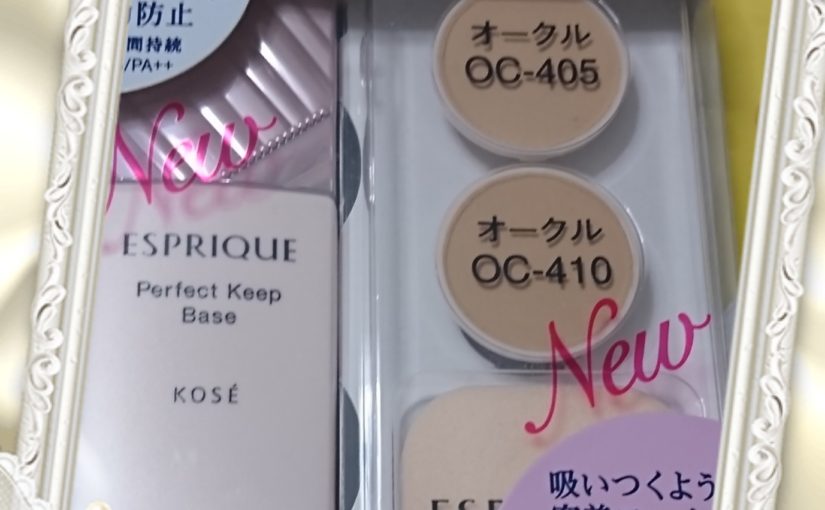 防止
間持続
/PA++
New
ESPRIQUE
Perfect Keep
Base
KOSÉ
オークル
OC-405
オークル
OC-410
New
吸いつくよう